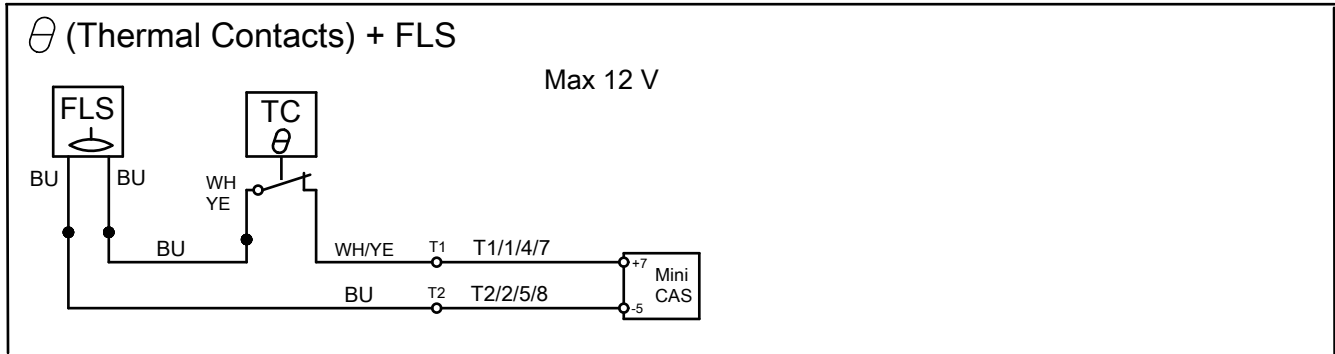 θ (Thermal Contacts) + FLS
Max 12 V
FLS
TC
θ
BU
BU
WH
YE
BU
WH/YE
T1
T1/1/4/7
+7
Mini
CAS
BU
T2
T2/2/5/8
-5